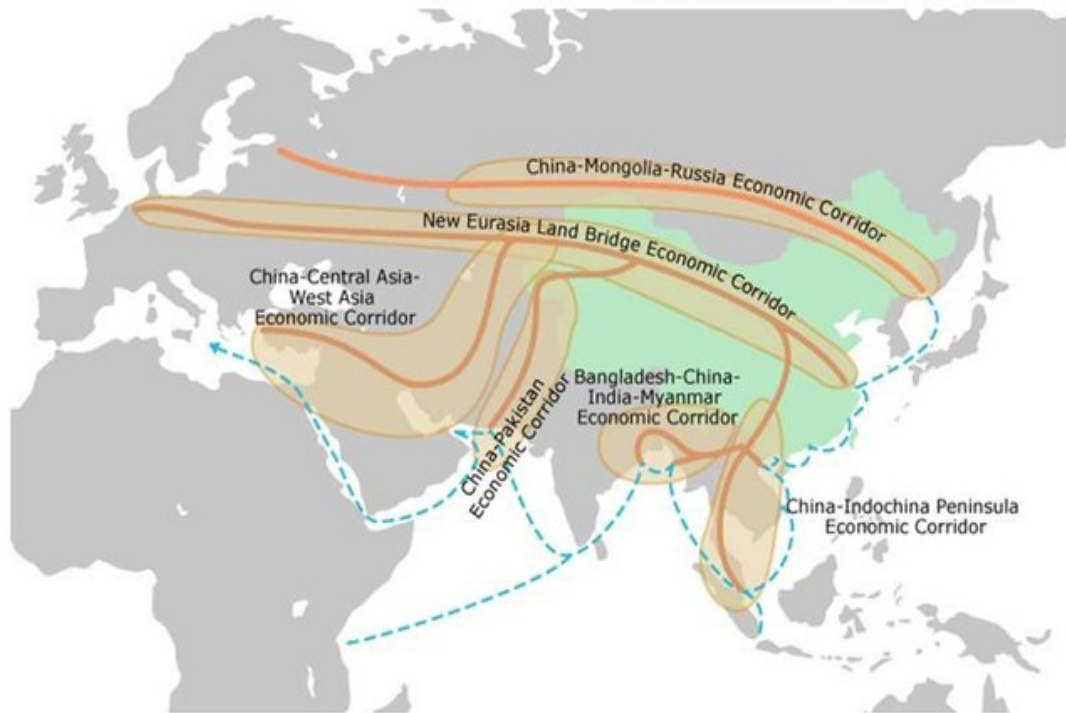 China-Mongolia-Russia Economic Corridor
New Eurasia Land Bridge Economic Corridor
China-Central Asia-
West Asia
Economic Corridor
China-Pakistan
Economic Corridor
Bangladesh-China-
India-Myanmar
Economic Corridor
China-Indochina Peninsula
Economic Corridor